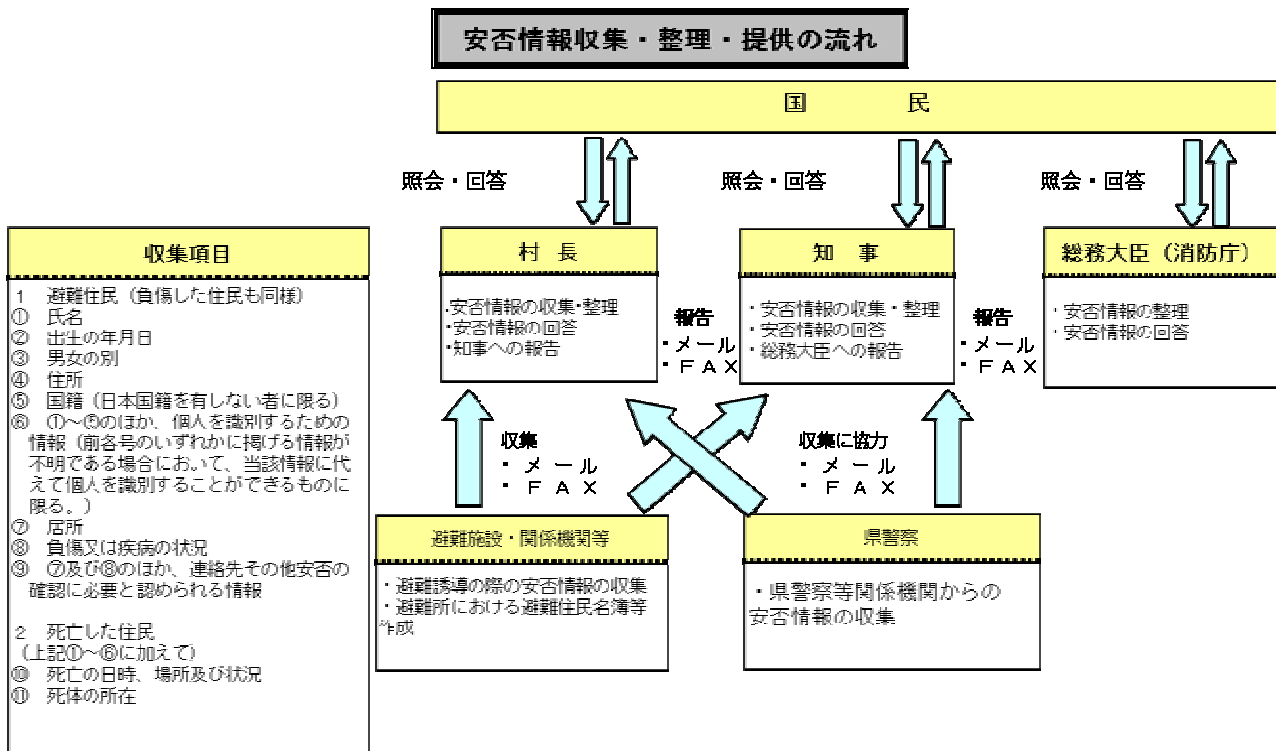 安否情報収集・整理・提供の流れ
国　　　民
照会・回答
照会・回答
照会・回答
収集項目
1　避難住民（負傷した住民も同様）
①　氏名
②　出生の年月日
③　男女の別
④　住所
⑤　国籍（日本国籍を有しない者に限る）
⑥　①～⑤のほか、個人を識別するための
情報（前各号のいずれかに掲げる情報が
不明である場合において、当該情報に代
えて個人を識別することができるものに
限る。）
⑦　居所
⑧　負傷又は疾病の状況
⑨　⑦及び⑧のほか、連絡先その他安否の
確認に必要と認められる情報
2　死亡した住民
（上記①～⑥に加えて）
⑩　死亡の日時、場所及び状況
⑪　死体の所在
村　長
・安否情報の収集・整理
・安否情報の回答
・知事への報告
報告
・メール
・ＦＡＸ
知　事
・安否情報の収集・整理
・安否情報の回答
・総務大臣への報告
報告
・メール
・ＦＡＸ
総務大臣（消防庁）
・安否情報の整理
・安否情報の回答
収集
・メール
・ＦＡＸ
収集に協力
・メール
・ＦＡＸ
避難施設・関係機関等
・避難誘導の際の安否情報の収集
・避難所における避難住民名簿等
作成
県警察
・県警察等関係機関からの
安否情報の収集